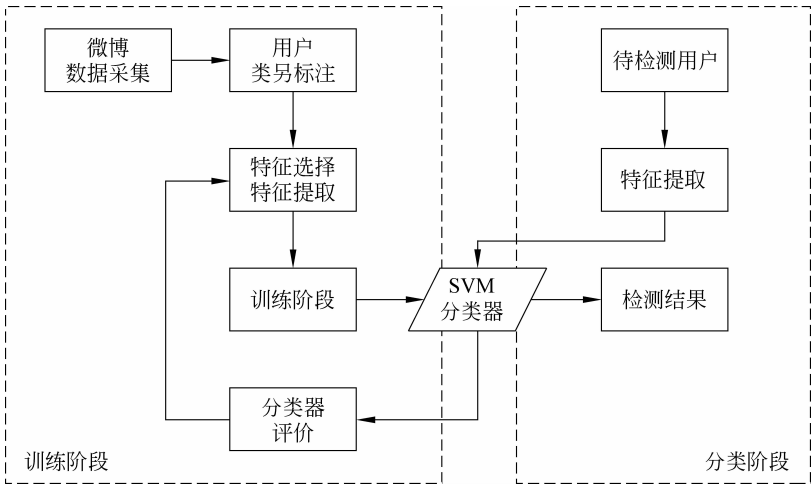 微博
数据采集
用户
类另标注
待检测用户
特征选择
特征提取
特征提取
训练阶段
SVM
分类器
检测结果
分类器
评价
训练阶段
分类阶段